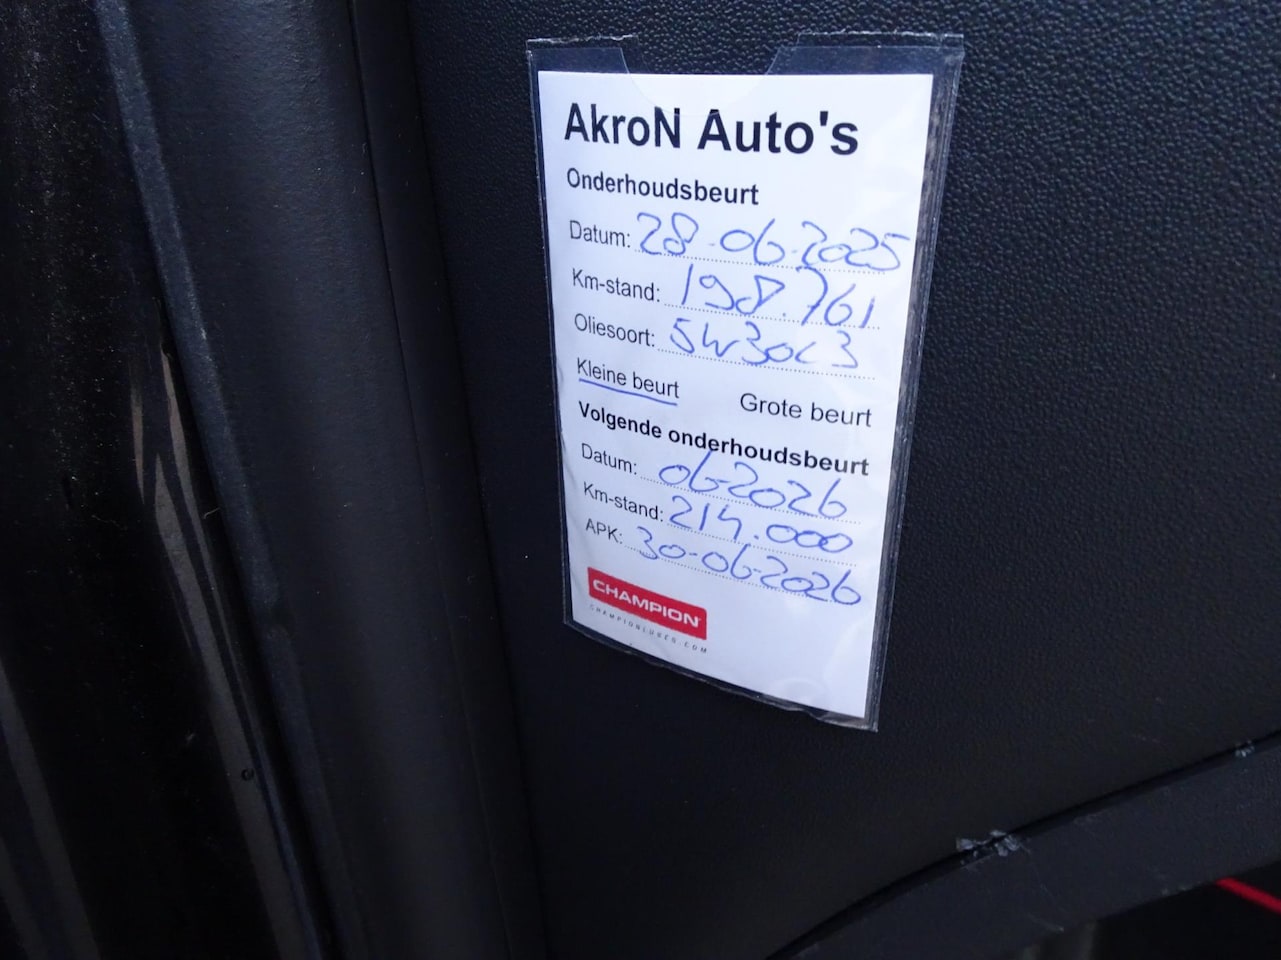 AkroN Auto's
Onderhoudsbeurt
Datum: 28-06-2025
Km-stand: 198.761
Oliesoort: 5W30C3
Kleine beurt Grote beurt
Volgende onderhoudsbeurt
Datum: 06-2026
Km-stand: 214.000
APK: 30-06-2026
CHAMPION
CHAMPIONLUBES.COM